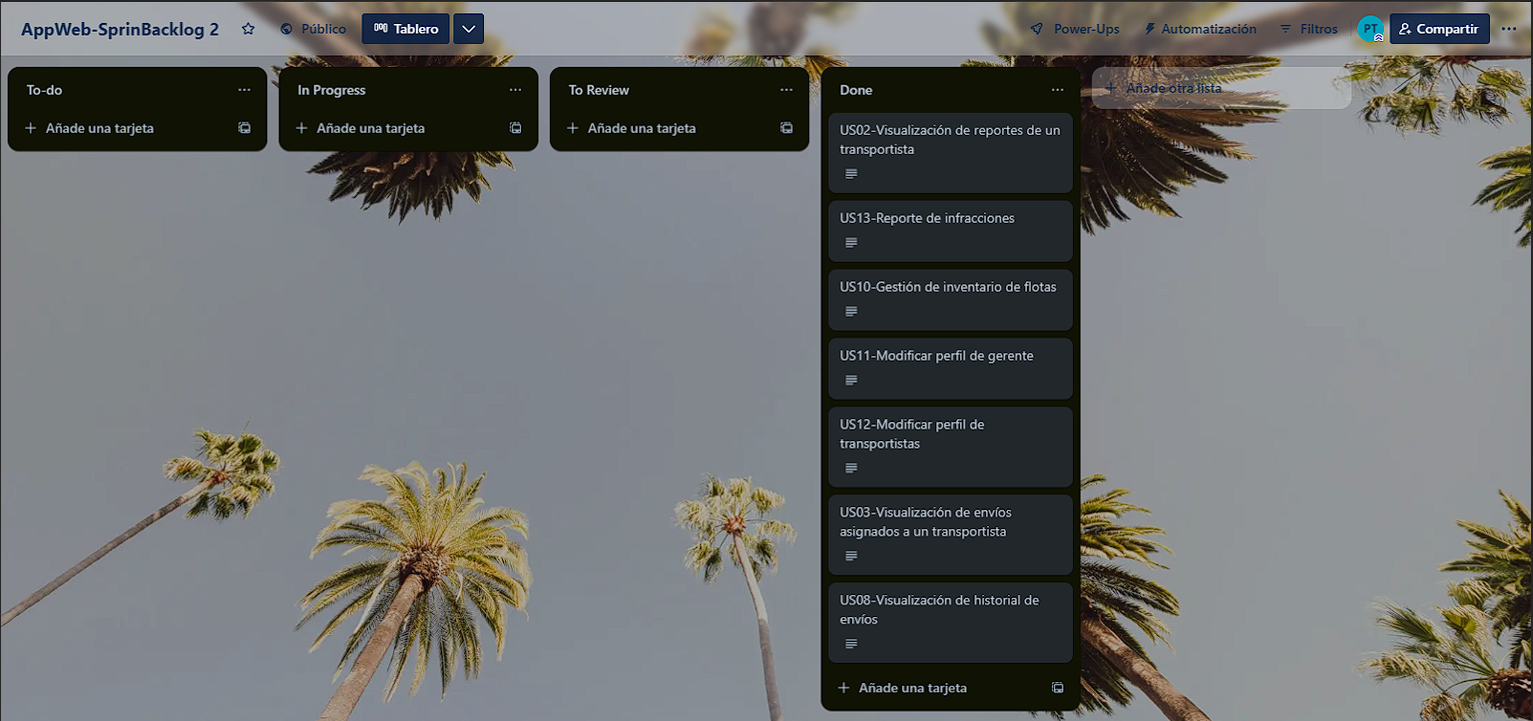 AppWeb-SprinBacklog 2
Público
Tablero
Power-Ups
Automatización
Filtros
PT
Compartir
To-do
Añade una tarjeta
In Progress
Añade una tarjeta
To Review
Añade una tarjeta
Done
US02-Visualización de reportes de un
transportista
US13-Reporte de infracciones
US10-Gestión de inventario de flotas
US11-Modificar perfil de gerente
US12-Modificar perfil de
transportistas
US03-Visualización de envíos
asignados a un transportista
US08-Visualización de historial de
envíos
Añade una tarjeta
Añade otra lista